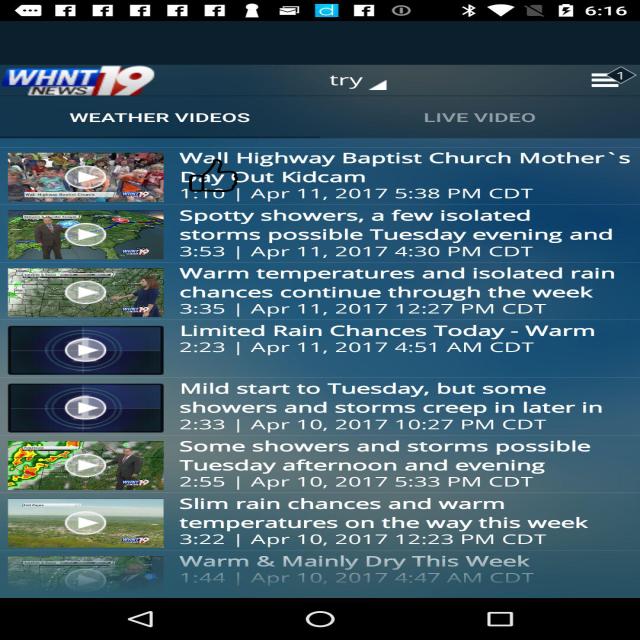 6:16
WHNT 19
NEWS
try
1
WEATHER VIDEOS
LIVE VIDEO
Wall Highway Baptist Church Mother`s
Day Out Kidcam
1:10 | Apr 11, 2017 5:38 PM CDT
Spotty showers, a few isolated
storms possible Tuesday evening and
3:53 | Apr 11, 2017 4:30 PM CDT
Warm temperatures and isolated rain
chances continue through the week
3:35 | Apr 11, 2017 12:27 PM CDT
Limited Rain Chances Today - Warm
2:23 | Apr 11, 2017 4:51 AM CDT
Mild start to Tuesday, but some
showers and storms creep in later in
2:33 | Apr 10, 2017 10:27 PM CDT
Some showers and storms possible
Tuesday afternoon and evening
2:55 | Apr 10, 2017 5:33 PM CDT
Slim rain chances and warm
temperatures on the way this week
3:22 | Apr 10, 2017 12:23 PM CDT
Warm & Mainly Dry This Week
1:44 | Apr 10, 2017 4:47 AM CDT